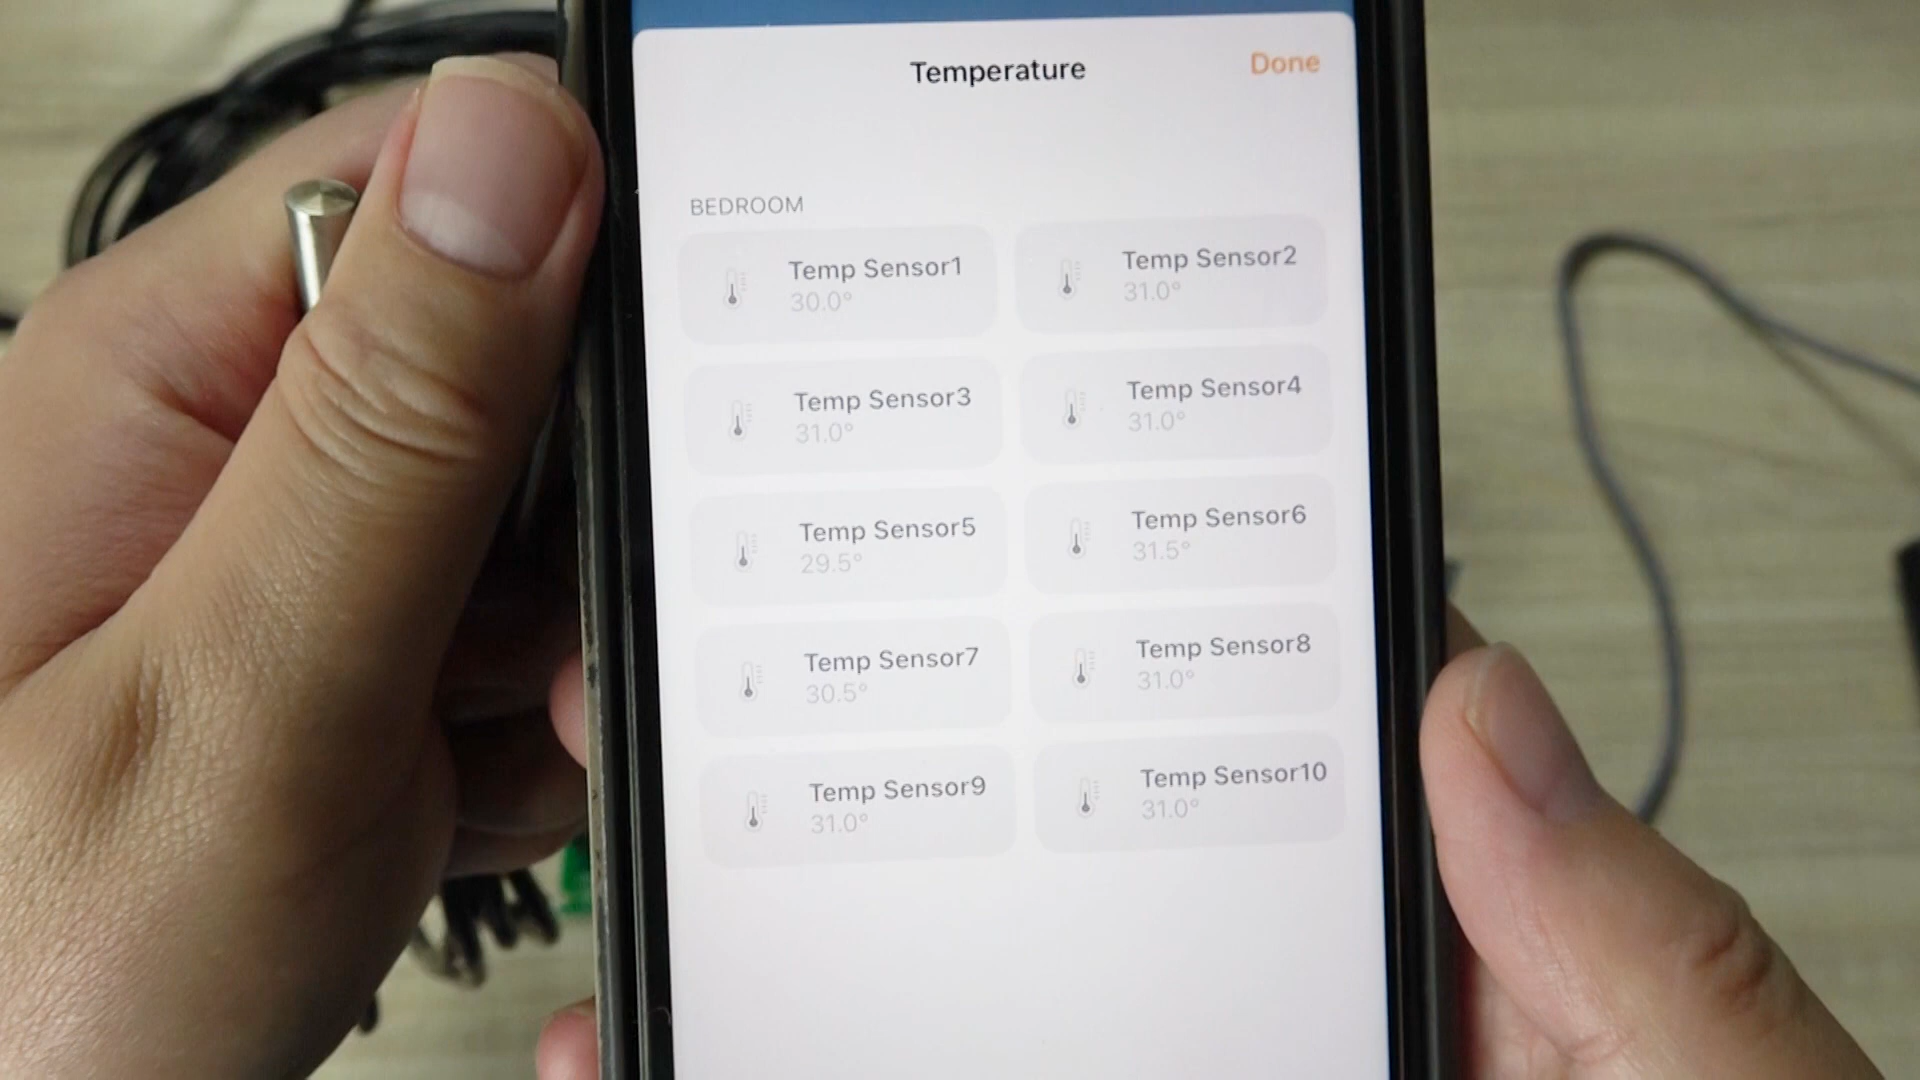 Temperature
Done
BEDROOM
Temp Sensor1
30.0°
Temp Sensor2
31.0°
Temp Sensor3
31.0°
Temp Sensor4
31.0°
Temp Sensor5
29.5°
Temp Sensor6
31.5°
Temp Sensor7
30.5°
Temp Sensor8
31.0°
Temp Sensor9
31.0°
Temp Sensor10
31.0°